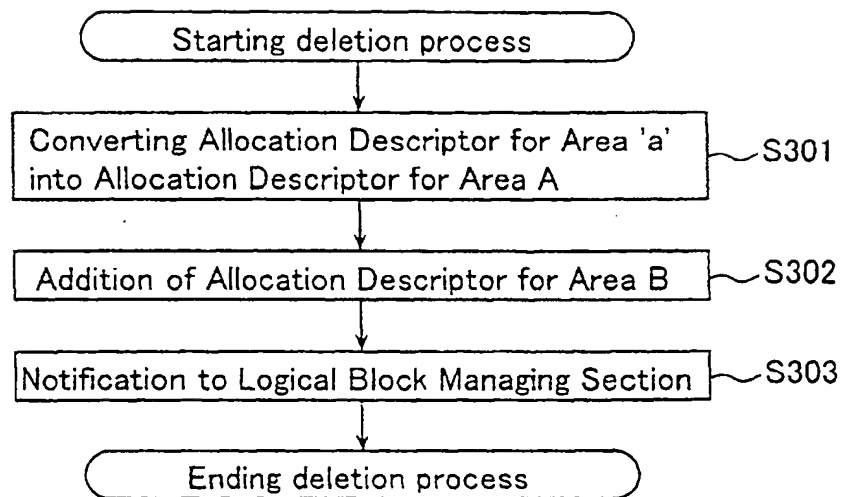 Starting deletion process
Converting Allocation Descriptor for Area 'a'
into Allocation Descriptor for Area A
S301
Addition of Allocation Descriptor for Area B
S302
Notification to Logical Block Managing Section
S303
Ending deletion process